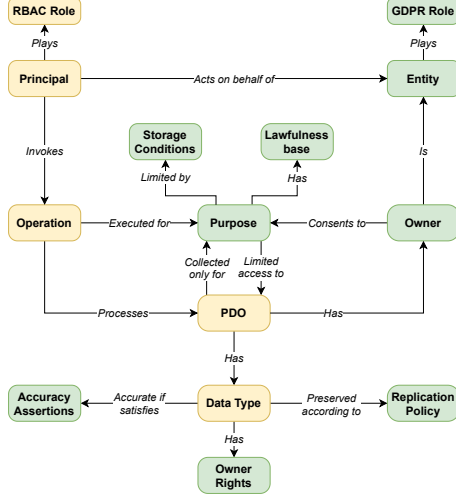 RBAC Role
GDPR Role
Plays
Plays
Principal
Acts on behalf of
Entity
Storage
Conditions
Lawfulness
base
Invokes
Limited by
Has
Is
Operation
Executed for
Purpose
Consents to
Owner
Collected
only for
Limited
access to
Processes
PDO
Has
Has
Accuracy
Assertions
Accurate if
satisfies
Data Type
Preserved
according to
Replication
Policy
Has
Owner
Rights